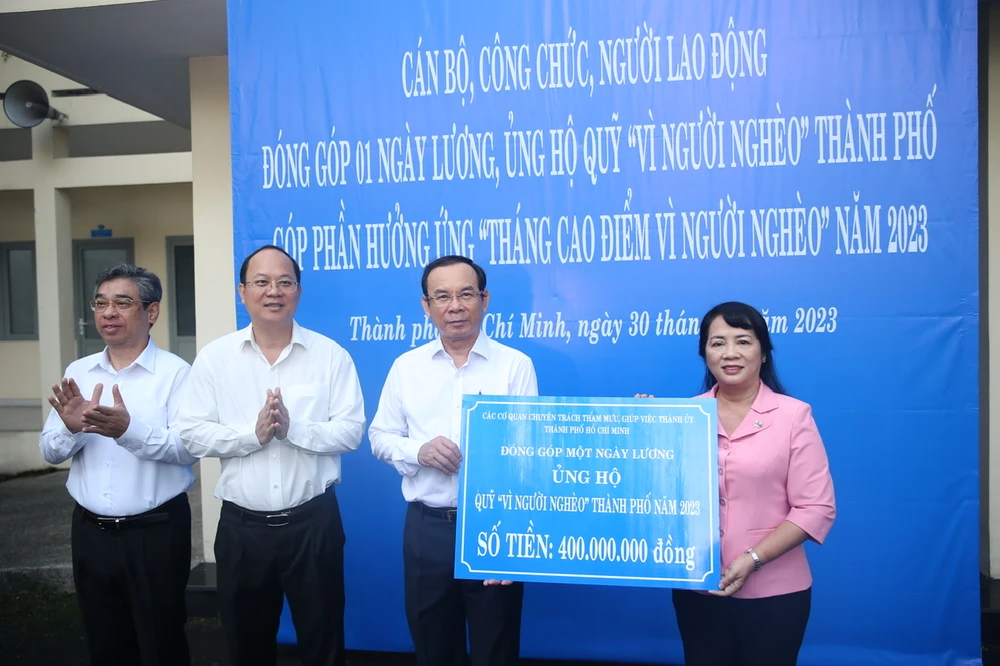 CÁN BỘ, CÔNG CHỨC, NGƯỜI LAO ĐỘNG
ĐÓNG GÓP 01 NGÀY LƯƠNG, ỦNG HỘ QUỸ “VÌ NGƯỜI NGHÈO” THÀNH PHỐ
GÓP PHẦN HƯỞNG ỨNG “THÁNG CAO ĐIỂM VÌ NGƯỜI NGHÈO” NĂM 2023
Thành Chí Minh, ngày 30 2023
CÁC CƠ QUAN CHUYÊN TRÁCH THAM MƯU, GIÚP VIỆC THÀNH ỦY
THÀNH PHỐ HỒ CHÍ MINH
ĐÓNG GÓP MỘT NGÀY LƯƠNG
ỦNG HỘ
QUỸ “VÌ NGƯỜI NGHÈO” THÀNH PHỐ NĂM 2023
SỐ TIỀN: 400.000.000 đồng